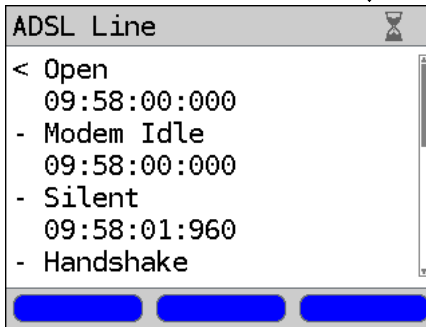 ADSL Line
< Open
09:58:00:000
- Modem Idle
09:58:00:000
- Silent
09:58:01:960
- Handshake